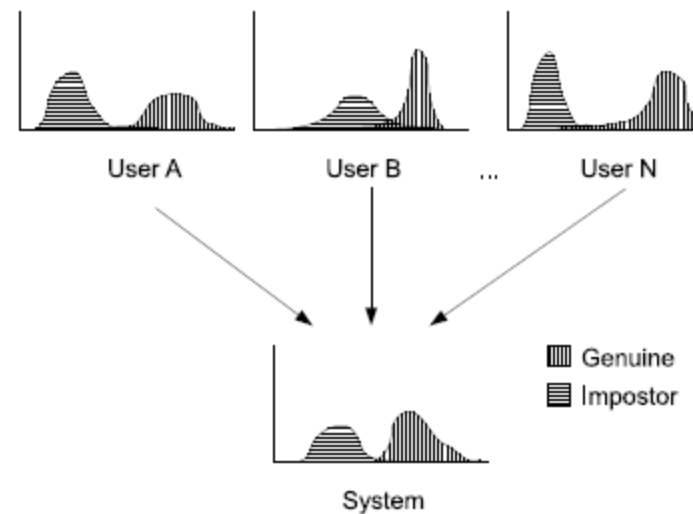 User A
User B
...
User N
Genuine
Impostor
System